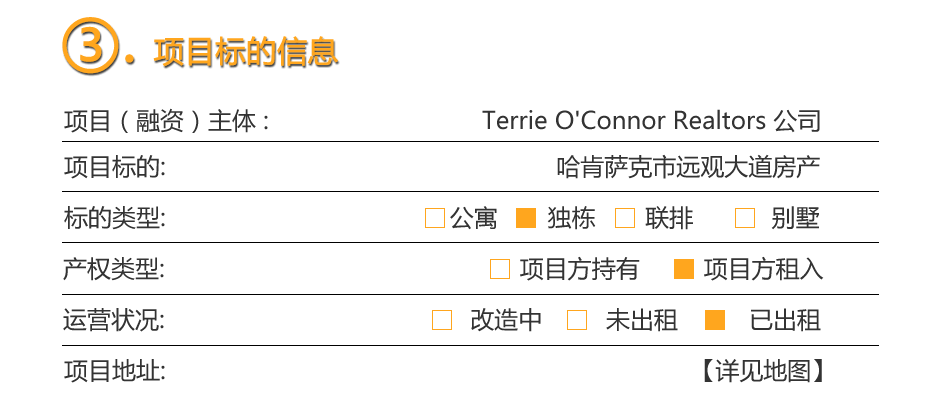 ③. 项目标的信息
项目（融资）主体： Terrie O'Connor Realtors 公司
项目标的: 哈肯萨克市远观大道房产
标的类型: □公寓 ■ 独栋 □ 联排 □ 别墅
产权类型: □ 项目方持有 ■ 项目方租入
运营状况: □ 改造中 □ 未出租 ■ 已出租
项目地址: 【详见地图】